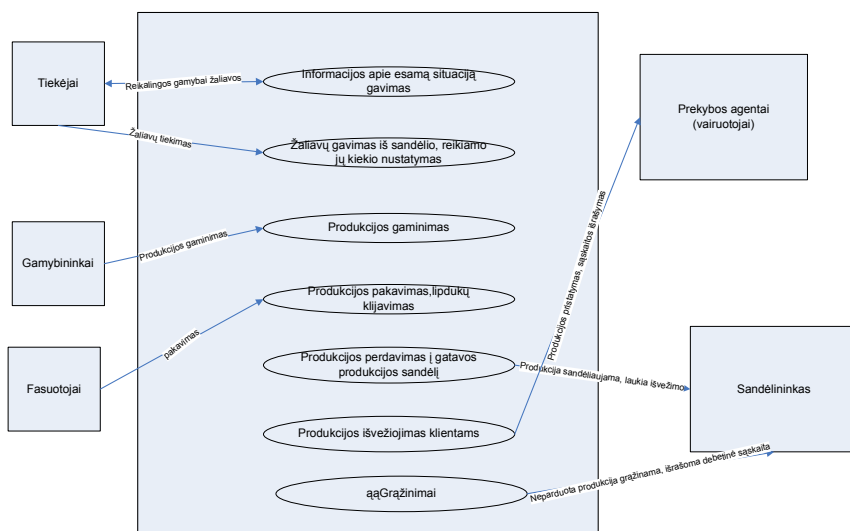 Tiekėjai
Reikalingos gamybai žaliavos
Informacijos apie esamą situaciją
gavimas
Prekybos agentai
(vairuotojai)
Žaliavų tiekimas
Žaliavų gavimas iš sandėlio, reikiamo
jų kiekio nustatymas
Gamybininkai
Produkcijos gaminimas
Produkcijos gaminimas
Produkcijos pristatymas, sąskaitos išrašymas
Produkcijos pakavimas,lipdukų
klijavimas
pakavimas
Fasuotojai
Produkcijos perdavimas į gatavos
produkcijos sandėlį
Produkcija sandėliaujama, laukia išvežimo
Sandėlininkas
Produkcijos išvežiojimas klientams
ąąGrąžinimai
Neparduota produkcija grąžinama, išrašoma debetinė sąskaita